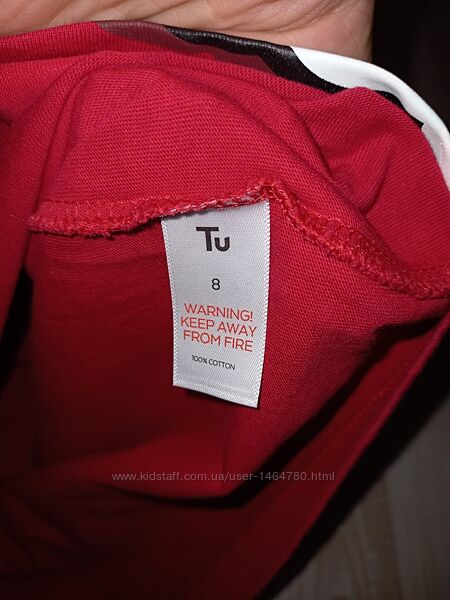 Tu
8
WARNING!
KEEP AWAY
FROM FIRE
100% COTTON
www.kidstaff.com.ua/user-1464780.html